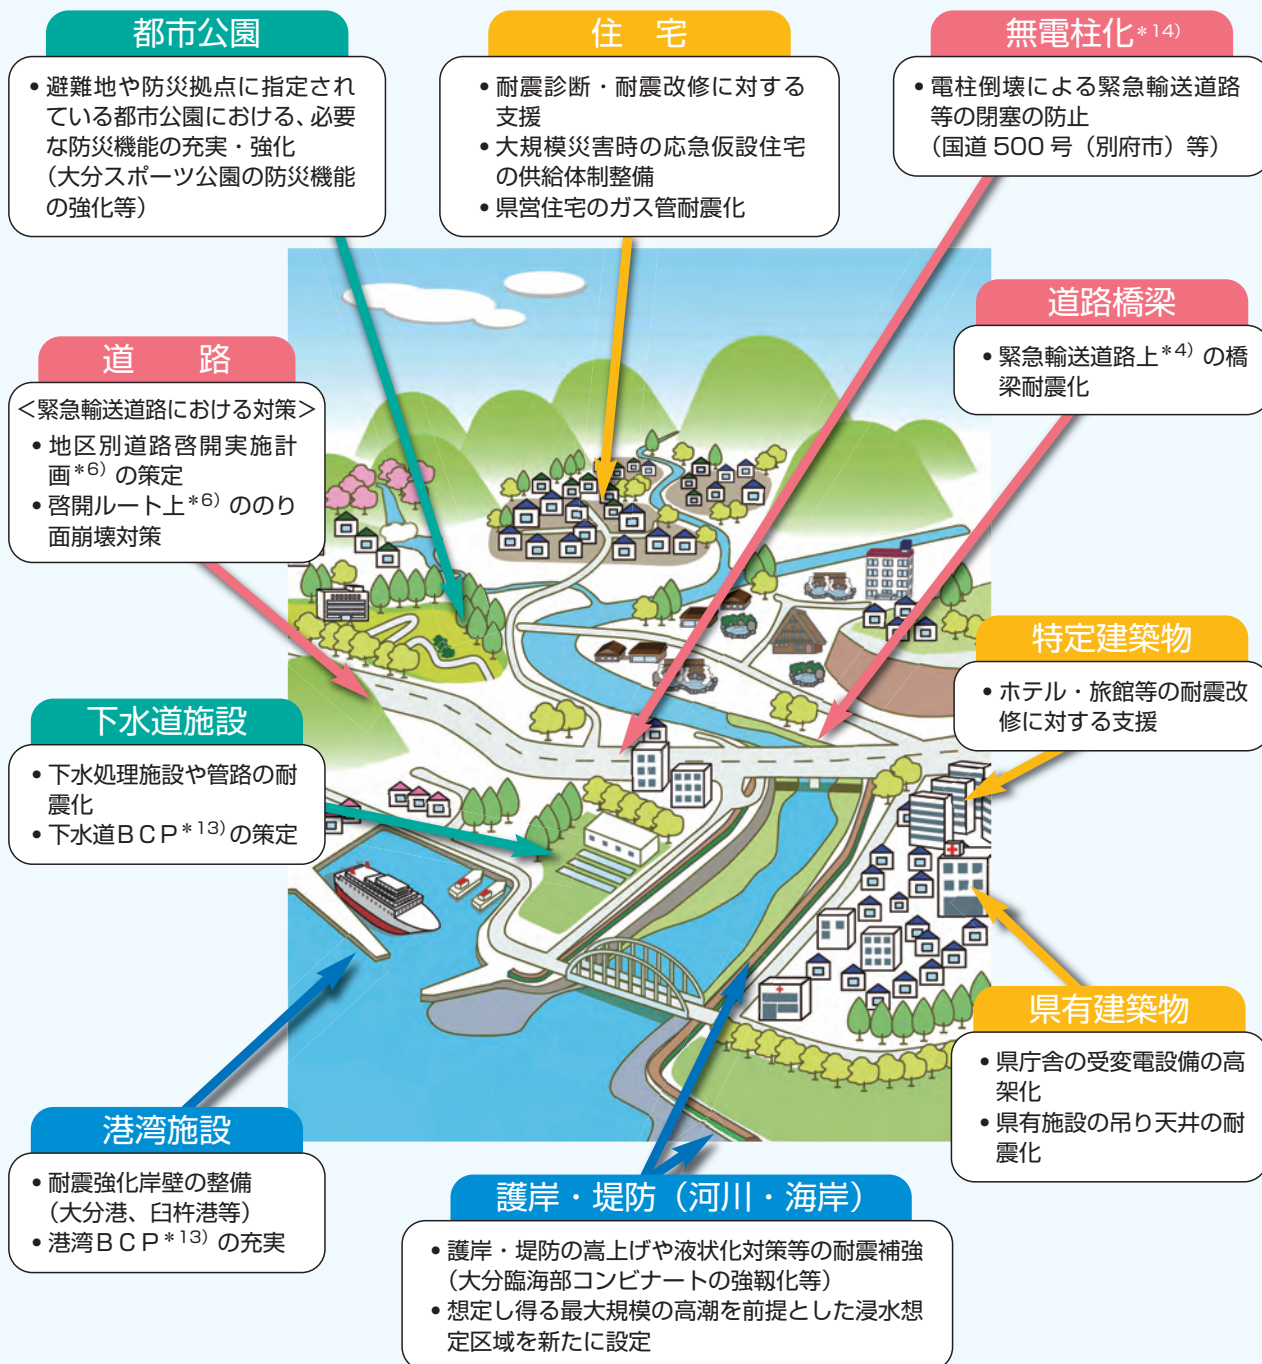 都市公園
• 避難地や防災拠点に指定され
ている都市公園における、必要
な防災機能の充実・強化
（大分スポーツ公園の防災機能
の強化等）
住　宅
• 耐震診断・耐震改修に対する
支援
• 大規模災害時の応急仮設住宅
の供給体制整備
• 県営住宅のガス管耐震化
無電柱化*14)
• 電柱倒壊による緊急輸送道路
等の閉塞の防止
（国道500号（別府市）等）
道路橋梁
• 緊急輸送道路上*4) の橋
梁耐震化
道　　路
＜緊急輸送道路における対策＞
• 地区別道路啓開実施計
画*6) の策定
• 啓開ルート上*6) ののり
面崩壊対策
特定建築物
• ホテル・旅館等の耐震改
修に対する支援
下水道施設
• 下水処理施設や管路の耐
震化
• 下水道BCP*13)の策定
県有建築物
• 県庁舎の受変電設備の高
架化
• 県有施設の吊り天井の耐
震化
港湾施設
• 耐震強化岸壁の整備
（大分港、臼杵港等）
• 港湾BCP*13) の充実
護岸・堤防（河川・海岸）
• 護岸・堤防の嵩上げや液状化対策等の耐震補強
（大分臨海部コンビナートの強靱化等）
• 想定し得る最大規模の高潮を前提とした浸水想
定区域を新たに設定